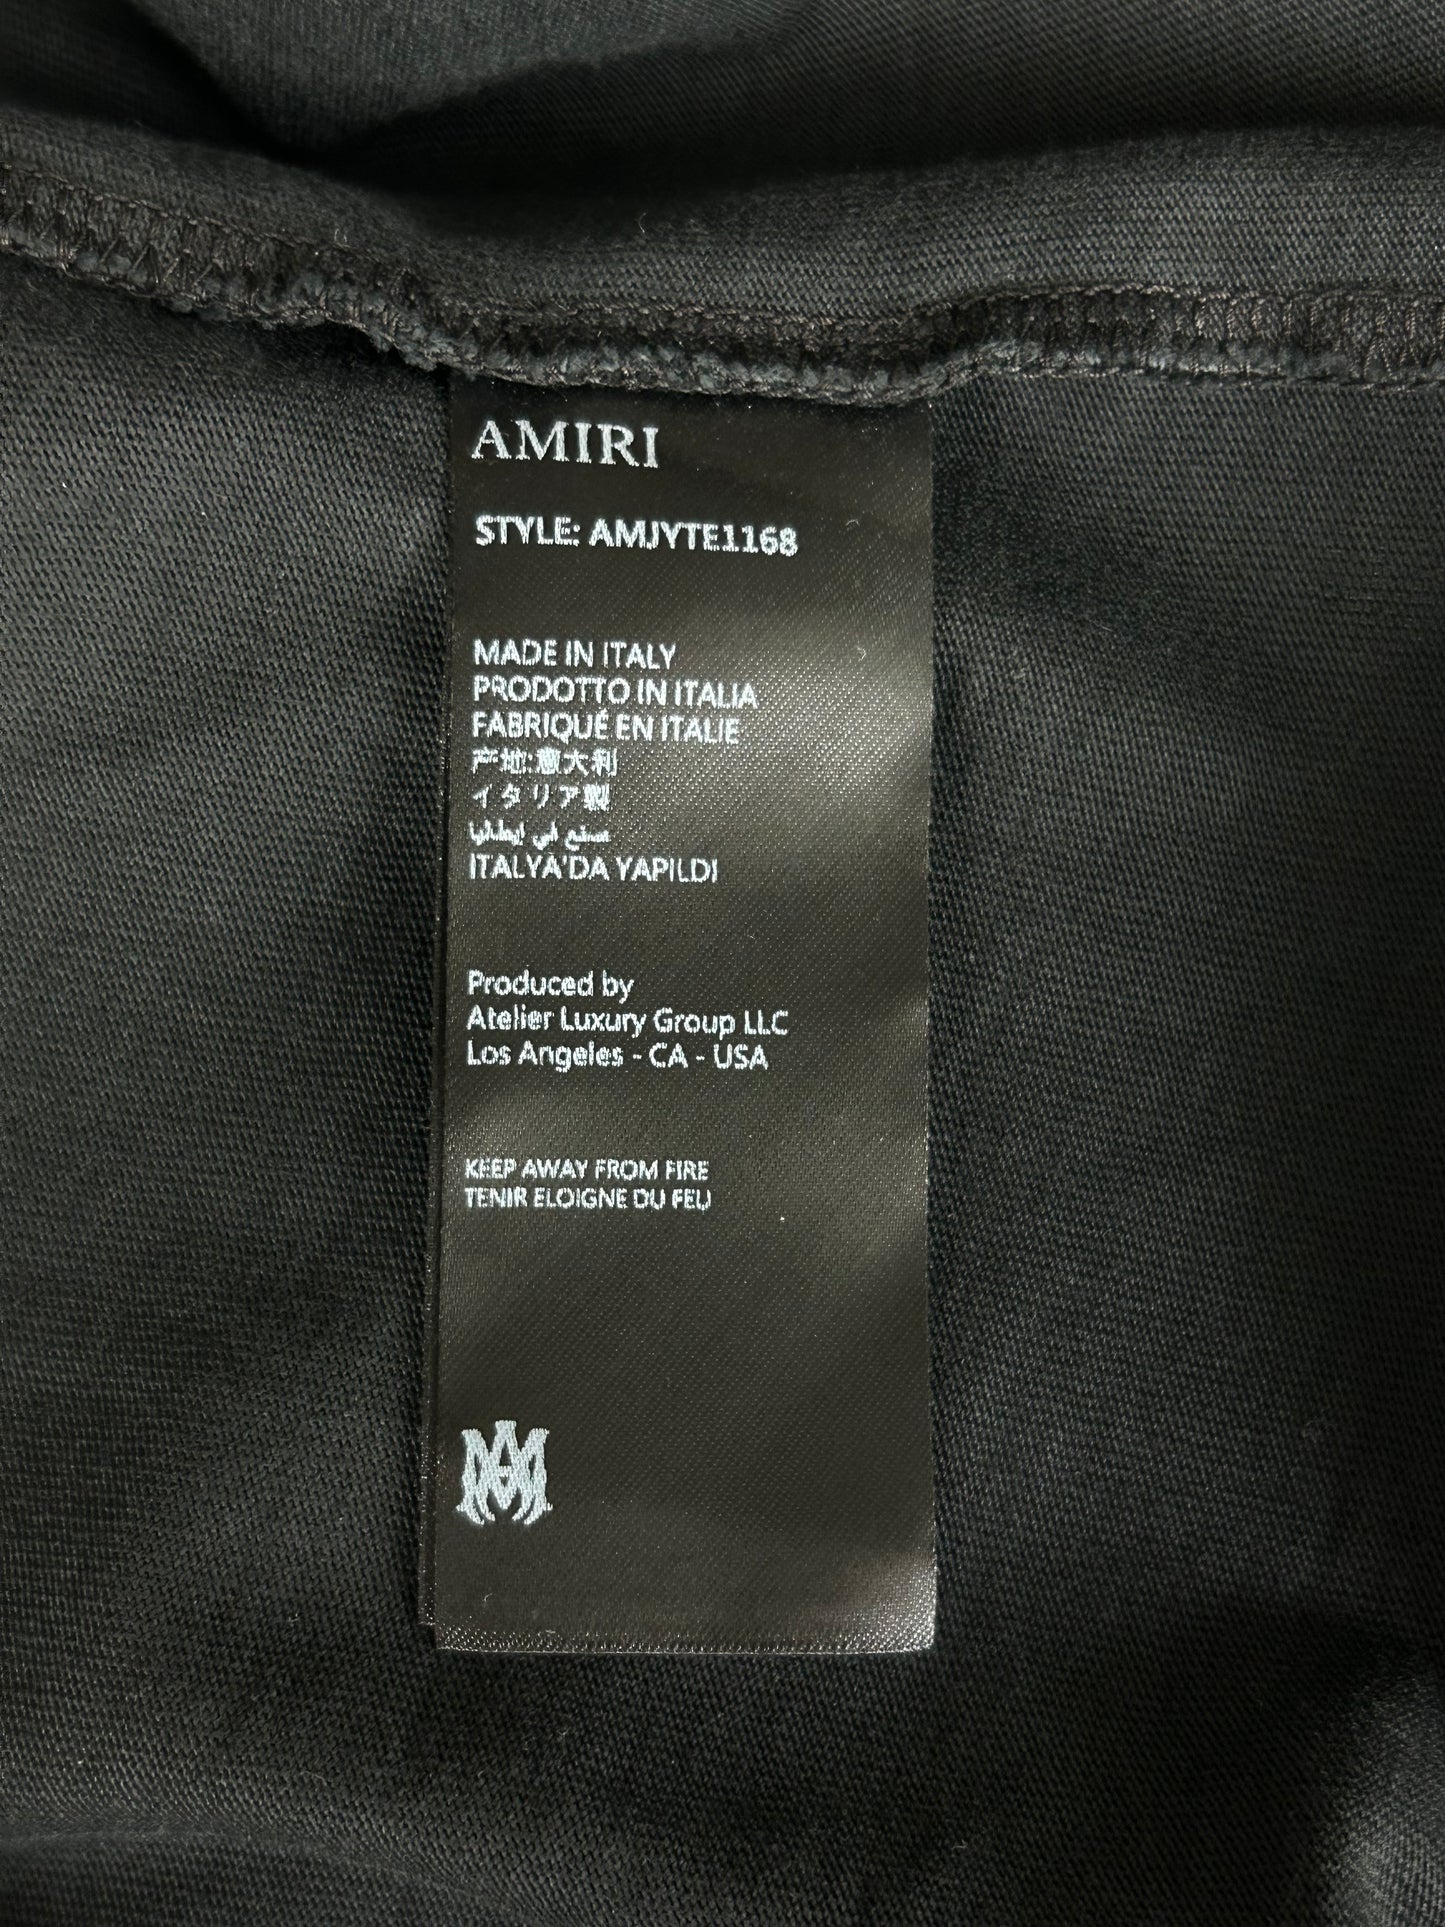 AMIRI
STYLE: AMJYTE1168
MADE IN ITALY
PRODOTTO IN ITALIA
FABRIQUÉ EN ITALIE
产地:意大利
イタリア製
صنع في إيطاليا
ITALYA'DA YAPILDI
Produced by
Atelier Luxury Group LLC
Los Angeles - CA - USA
KEEP AWAY FROM FIRE
TENIR ELOIGNE DU FEU
MAM